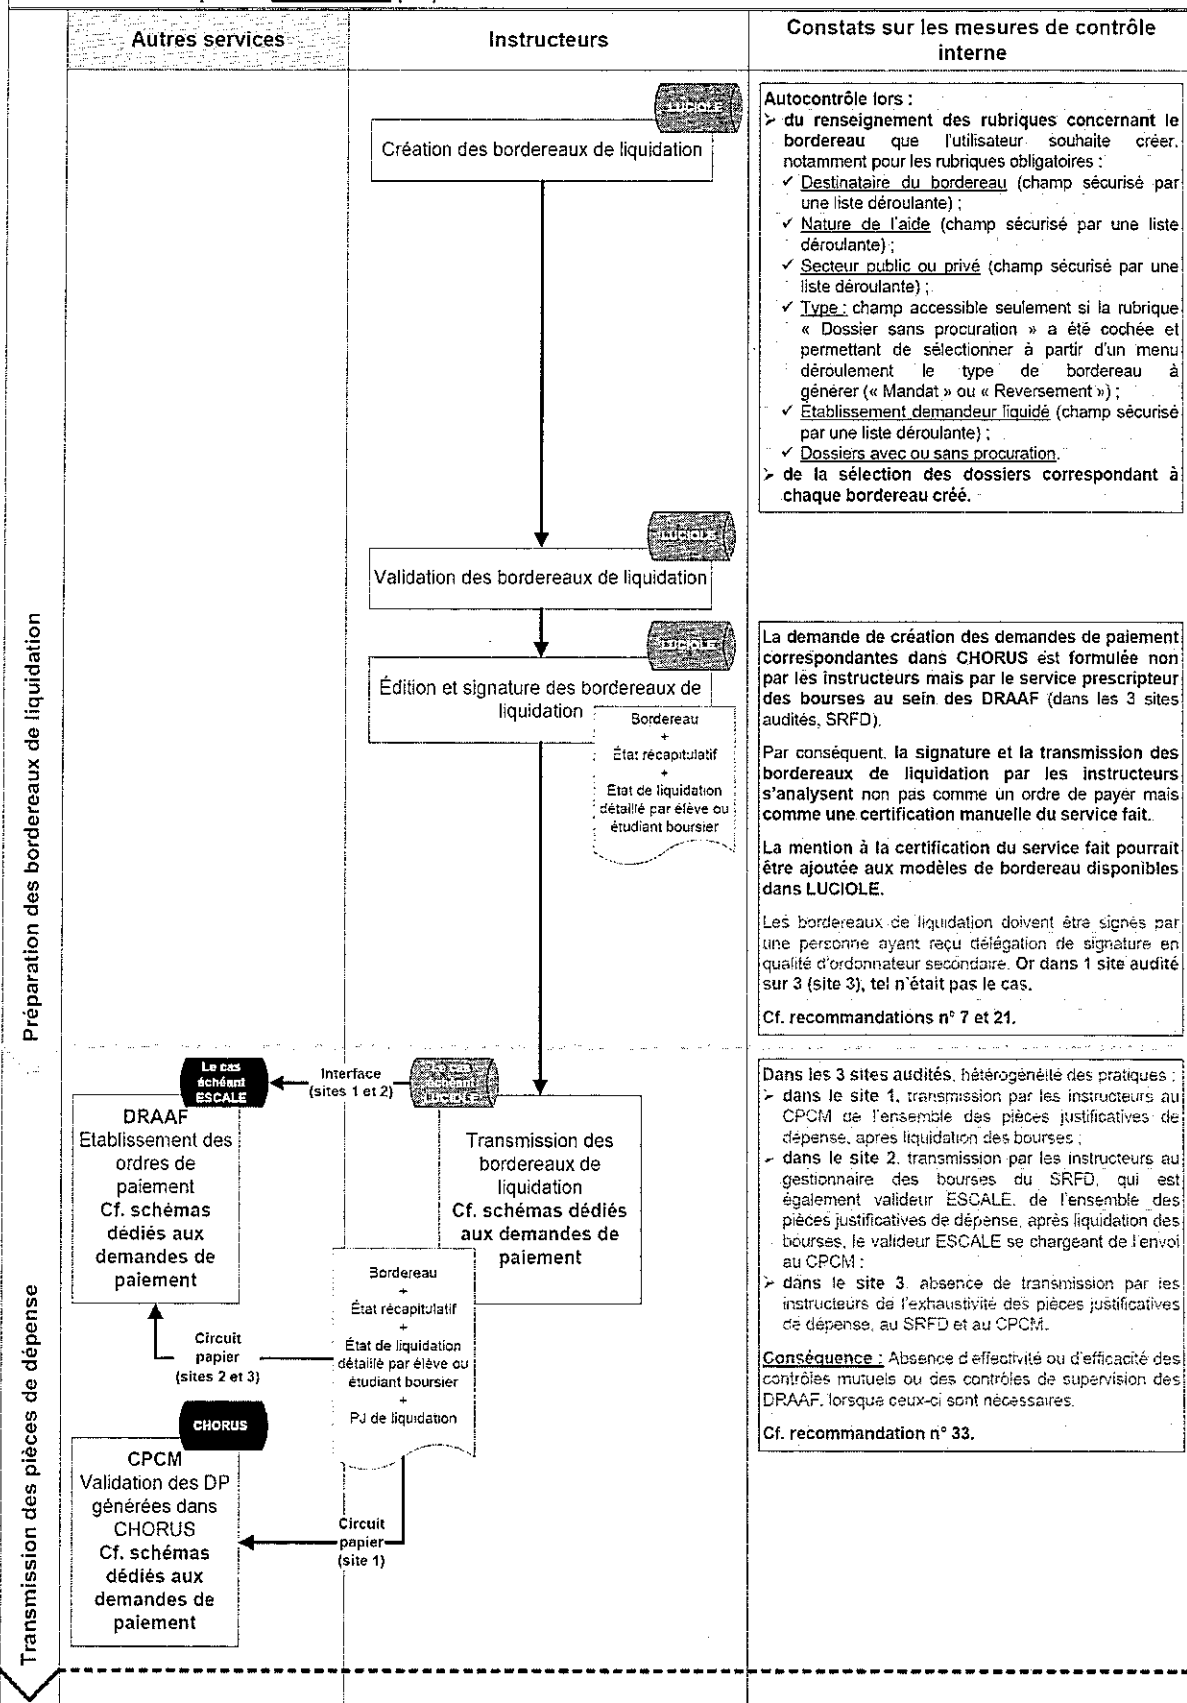 Autres services
Instructeurs
Constats sur les mesures de contrôle
interne
Préparation des bordereaux de liquidation
LUCIOLE
Création des bordereaux de liquidation
Autocontrôle lors :
➢ du renseignement des rubriques concernant le
bordereau que l'utilisateur souhaite créer,
notamment pour les rubriques obligatoires :
✓ Destinataire du bordereau (champ sécurisé par
une liste déroulante) ;
✓ Nature de l'aide (champ sécurisé par une liste
déroulante) ;
✓ Secteur public ou privé (champ sécurisé par une
liste déroulante) ;
✓ Type : champ accessible seulement si la rubrique
« Dossier sans procuration » a été cochée et
permettant de sélectionner à partir d'un menu
déroulement le type de bordereau à
générer (« Mandat » ou « Reversement ») ;
✓ Etablissement demandeur liquidé (champ sécurisé
par une liste déroulante) ;
✓ Dossiers avec ou sans procuration.
➢ de la sélection des dossiers correspondant à
chaque bordereau créé.
LUCIOLE
Validation des bordereaux de liquidation
LUCIOLE
Édition et signature des bordereaux de
liquidation
Bordereau
+
État récapitulatif
+
Etat de liquidation
détaillé par élève ou
étudiant boursier
La demande de création des demandes de paiement
correspondantes dans CHORUS est formulée non
par les instructeurs mais par le service prescripteur
des bourses au sein des DRAAF (dans les 3 sites
audités, SRFD).
Par conséquent, la signature et la transmission des
bordereaux de liquidation par les instructeurs
s'analysent non pas comme un ordre de payer mais
comme une certification manuelle du service fait.
La mention à la certification du service fait pourrait
être ajoutée aux modèles de bordereau disponibles
dans LUCIOLE.
Les bordereaux de liquidation doivent être signés par
une personne ayant reçu délégation de signature en
qualité d'ordonnateur secondaire. Or dans 1 site audité
sur 3 (site 3), tel n'était pas le cas.
Cf. recommandations n° 7 et 21.
Transmission des pièces de dépense
Le cas
échéant
ESCALE
Interface
(sites 1 et 2)
Le cas
échéant
LUCIOLE
DRAAF
Etablissement des
ordres de
paiement
Cf. schémas
dédiés aux
demandes de
paiement
Transmission des
bordereaux de
liquidation
Cf. schémas dédiés
aux demandes de
paiement
Bordereau
+
État récapitulatif
+
État de liquidation
détaillé par élève ou
étudiant boursier
+
PJ de liquidation
Circuit
papier
(sites 2 et 3)
CHORUS
CPCM
Validation des DP
générées dans
CHORUS
Cf. schémas
dédiés aux
demandes de
paiement
Circuit
papier
(site 1)
Dans les 3 sites audités, hétérogénéité des pratiques :
➢ dans le site 1, transmission par les instructeurs au
CPCM de l'ensemble des pièces justificatives de
dépense, après liquidation des bourses ;
➢ dans le site 2, transmission par les instructeurs au
gestionnaire des bourses du SRFD, qui est
également valideur ESCALE, de l'ensemble des
pièces justificatives de dépense, après liquidation des
bourses, le valideur ESCALE se chargeant de l'envoi
au CPCM ;
➢ dans le site 3, absence de transmission par les
instructeurs de l'exhaustivité des pièces justificatives
de dépense, au SRFD et au CPCM.
Conséquence : Absence d'effectivité ou d'efficacité des
contrôles mutuels ou des contrôles de supervision des
DRAAF, lorsque ceux-ci sont nécessaires.
Cf. recommandation n° 33.